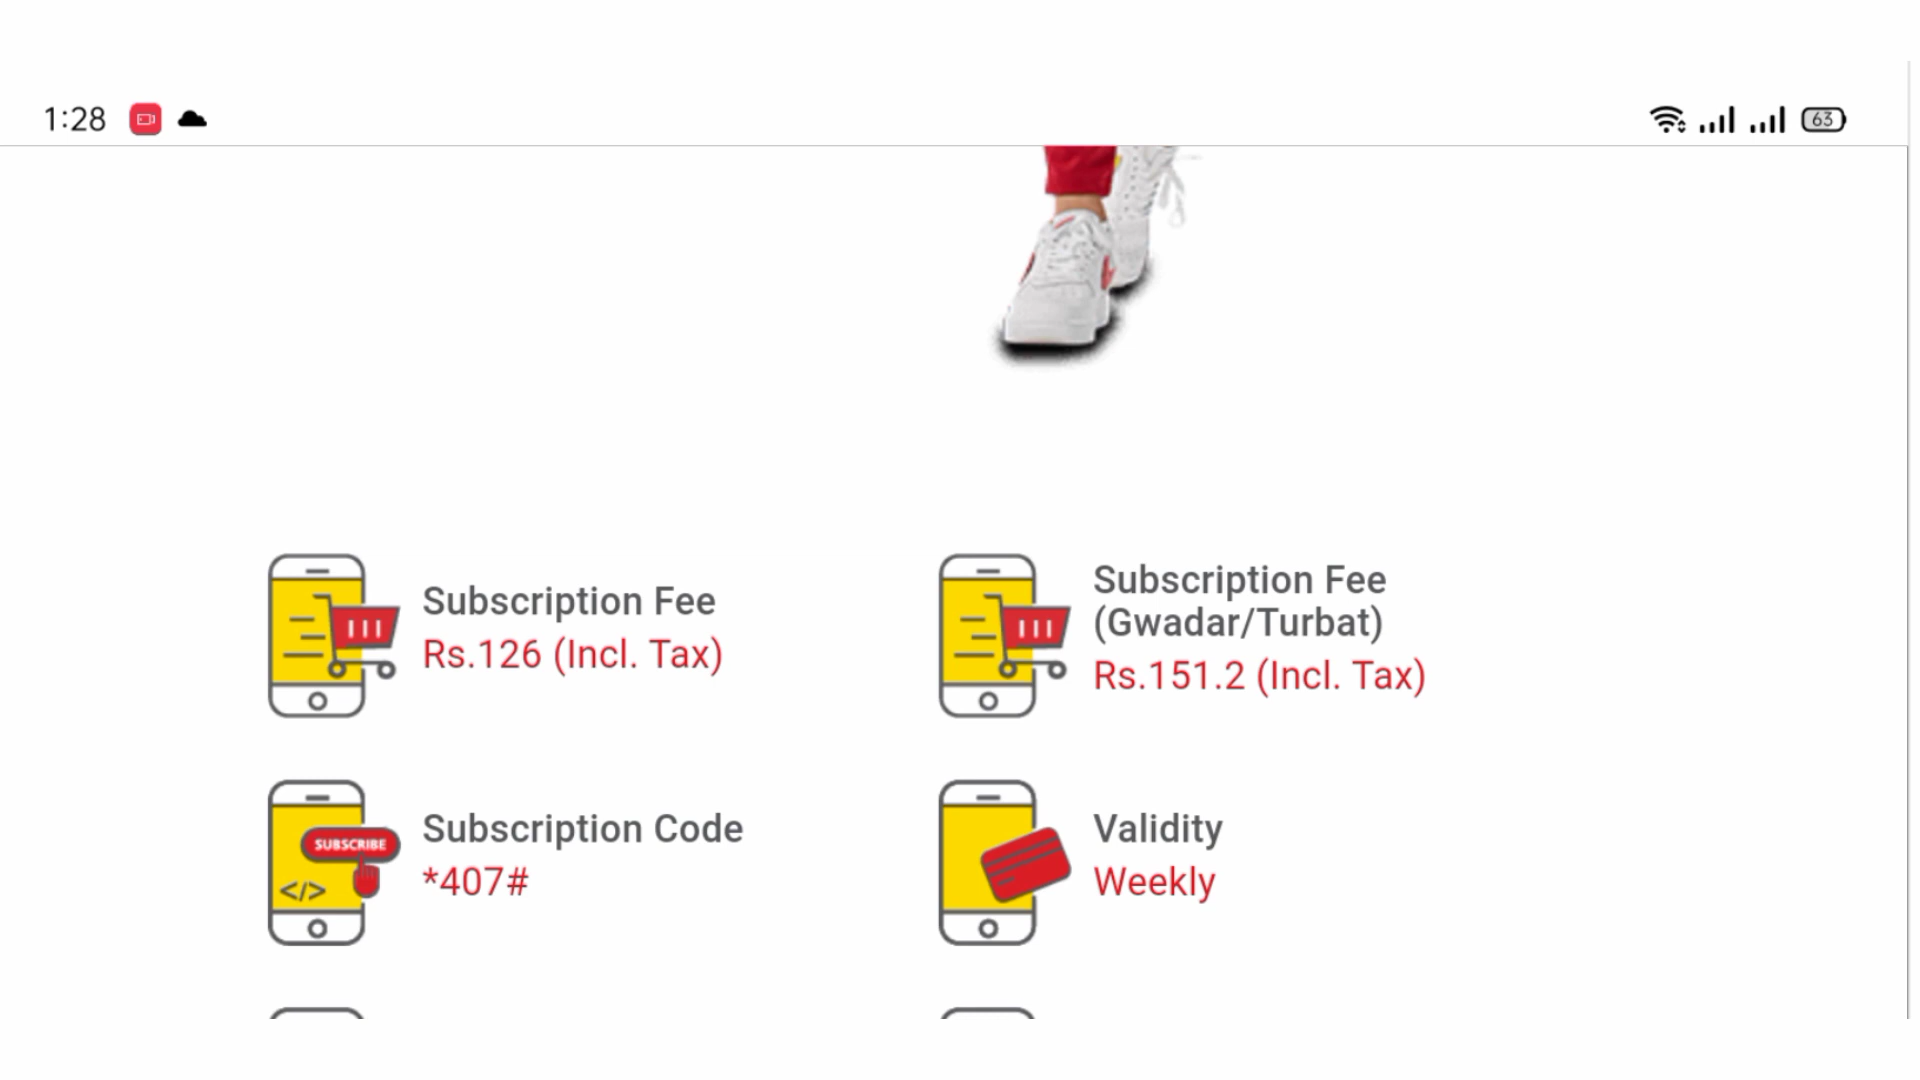 1:28
63
Subscription Fee
Rs.126 (Incl. Tax)
Subscription Fee
(Gwadar/Turbat)
Rs.151.2 (Incl. Tax)
SUBSCRIBE
</>
Subscription Code
*407#
Validity
Weekly